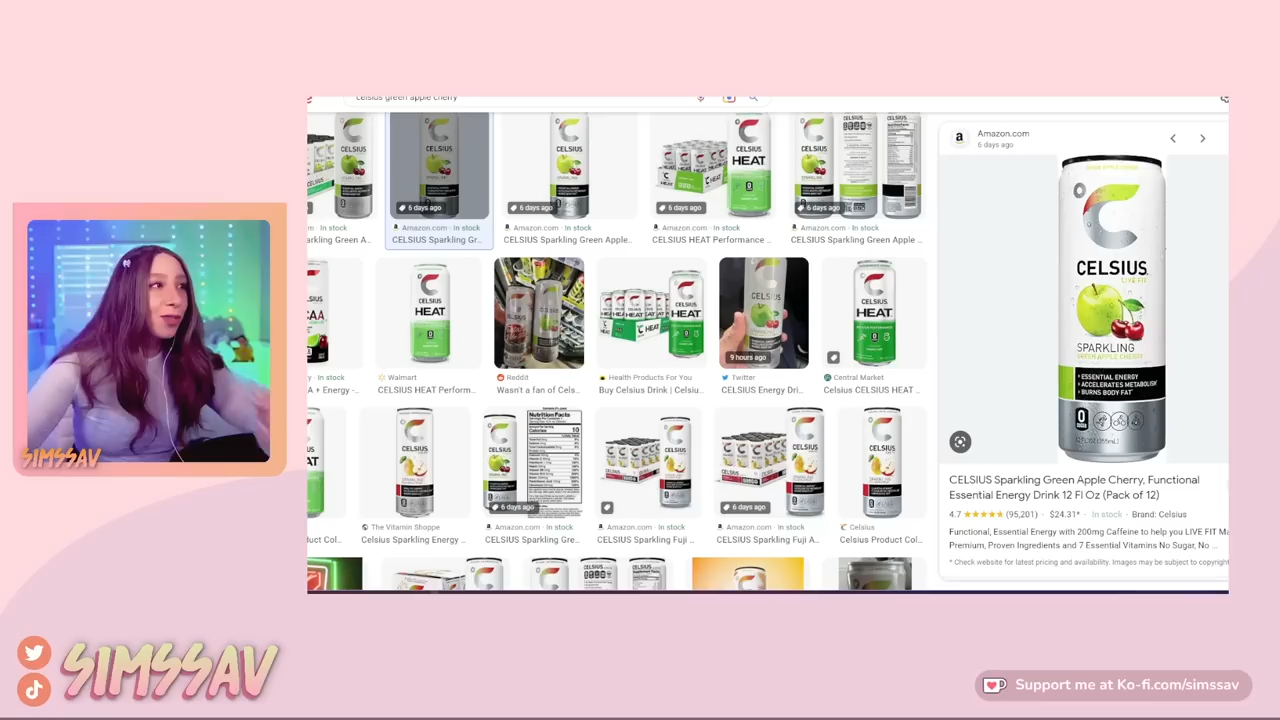 celsius green apple cherry
Amazon.com
6 days ago
CELSIUS
LIVE FIT
SPARKLING
GREEN APPLE CHERRY
• ESSENTIAL ENERGY
• ACCELERATES METABOLISM
• BURNS BODY FAT
CELSIUS Sparkling Green Apple Cherry, Functional
Essential Energy Drink 12 Fl Oz (Pack of 12)
4.7 (95,201) · $24.31* · In stock · Brand: Celsius
Functional, Essential Energy with 200mg Caffeine to help you LIVE FIT Ma
Premium, Proven Ingredients and 7 Essential Vitamins No Sugar, No ...
* Check website for latest pricing and availability. Images may be subject to copyright
6 days ago
6 days ago
6 days ago
6 days ago
HEAT
Amazon.com · In stock
Amazon.com · In stock
Amazon.com · In stock
Amazon.com · In stock
arkling Green A...
CELSIUS Sparkling Gr...
CELSIUS Sparkling Green Apple...
CELSIUS HEAT Performance ...
CELSIUS Sparkling Green Apple ...
CELSIUS
HEAT
9 hours ago
CELSIUS
HEAT
In stock
Walmart
Reddit
Health Products For You
Twitter
Central Market
A + Energy -...
CELSIUS HEAT Perform...
Wasn't a fan of Cels...
Buy Celsius Drink | Celsiu...
CELSIUS Energy Dri...
Celsius CELSIUS HEAT ...
CELSIUS
Nutrition Facts
6 days ago
CELSIUS
6 days ago
CELSIUS
CELSIUS
The Vitamin Shoppe
Amazon.com · In stock
Amazon.com · In stock
Amazon.com · In stock
Celsius
uct Col...
Celsius Sparkling Energy ...
CELSIUS Sparkling Gre...
CELSIUS Sparkling Fuji ...
CELSIUS Sparkling Fuji A...
Celsius Product Col...
SIMSSAV
SIMSSAV
Support me at Ko-fi.com/simssav